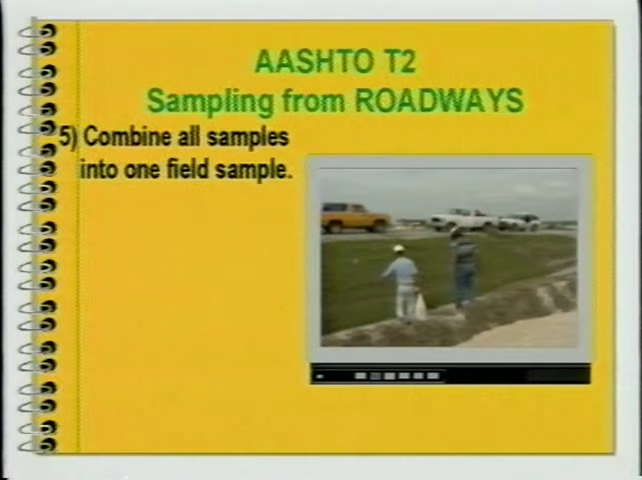 AASHTO T2
Sampling from ROADWAYS
5) Combine all samples
into one field sample.